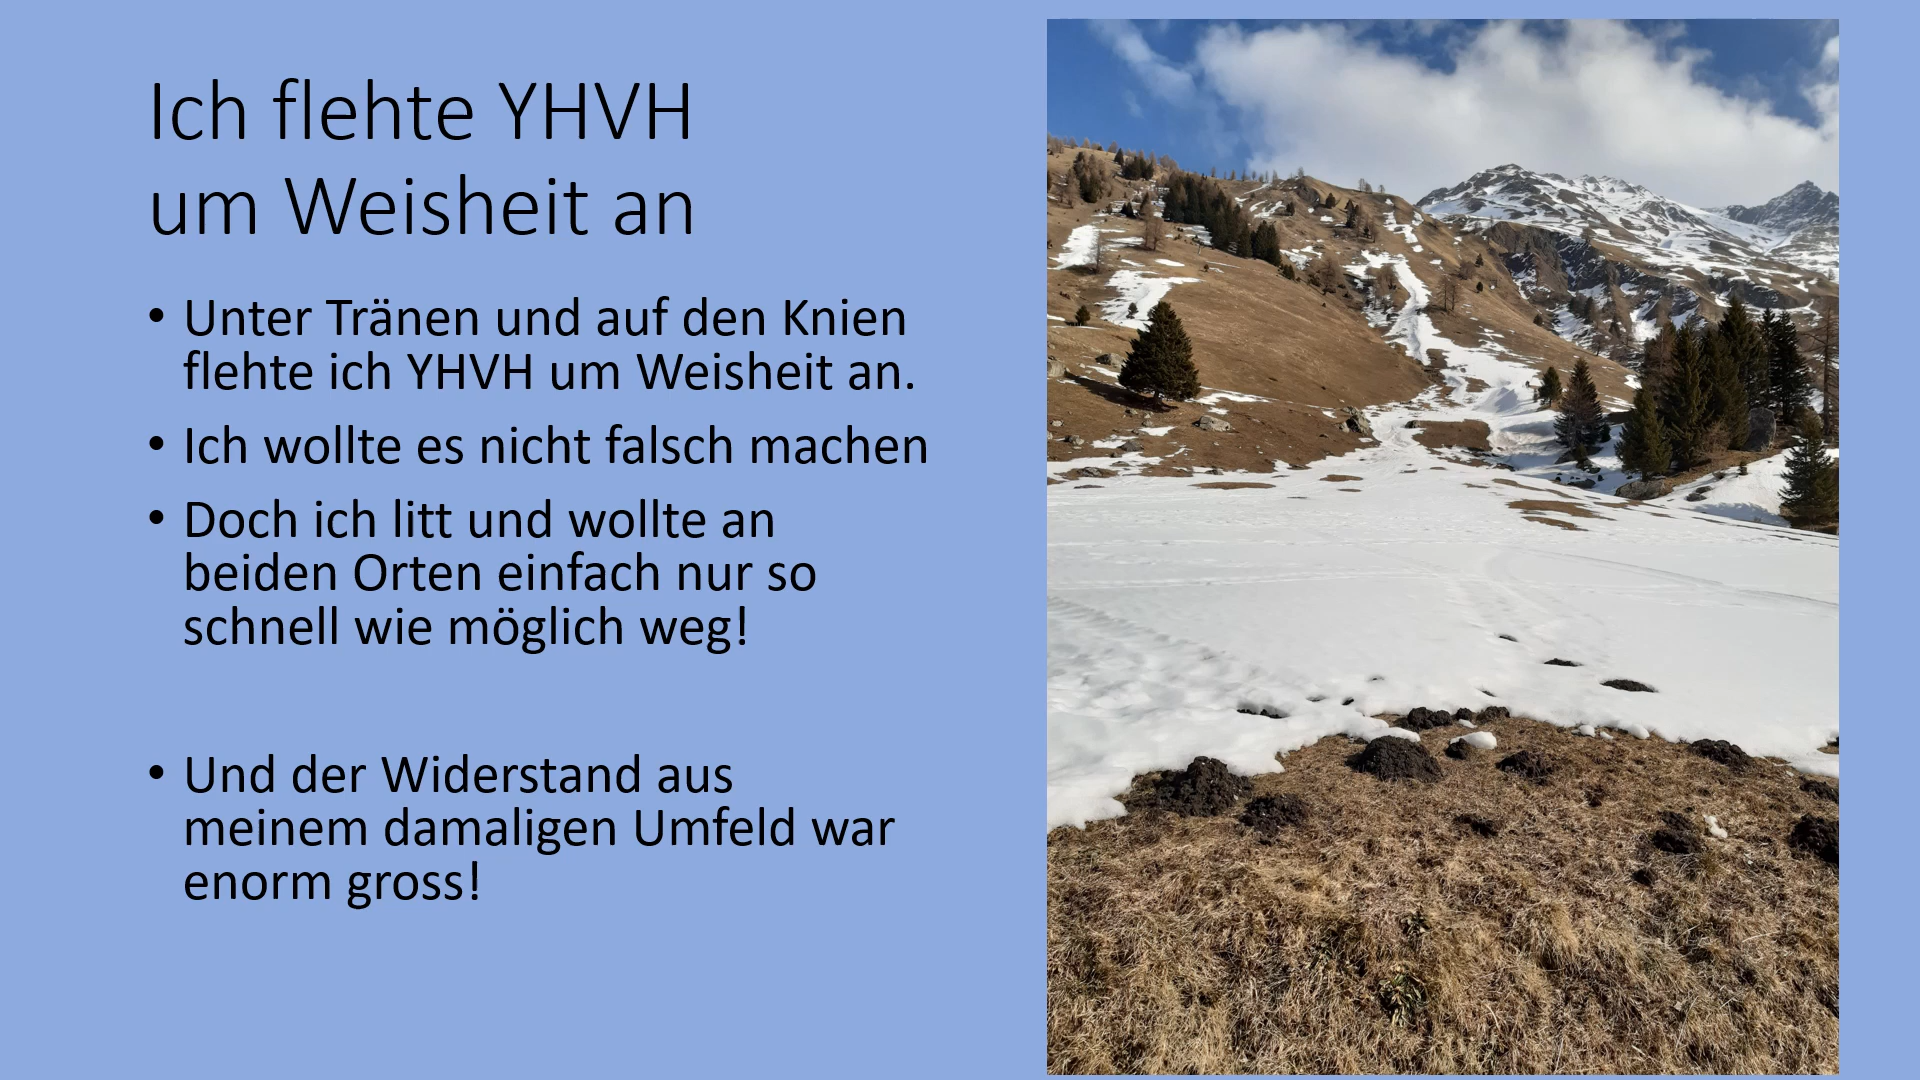 Ich flehte YHVH
um Weisheit an
• Unter Tränen und auf den Knien
flehte ich YHVH um Weisheit an.
• Ich wollte es nicht falsch machen
• Doch ich litt und wollte an
beiden Orten einfach nur so
schnell wie möglich weg!
• Und der Widerstand aus
meinem damaligen Umfeld war
enorm gross!